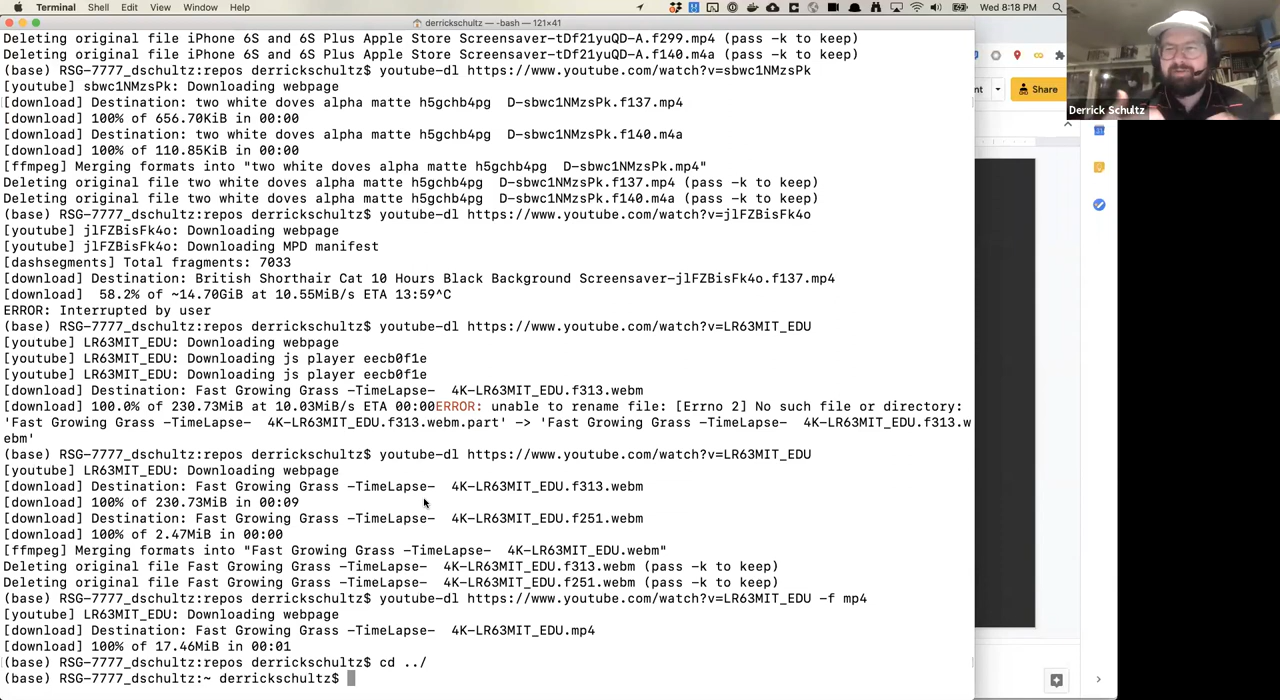 Terminal Shell Edit View Window Help
Wed 8:18 PM
derrickschultz — -bash — 121×41
Deleting original file iPhone 6S and 6S Plus Apple Store Screensaver-tDf21yuQD-A.f299.mp4 (pass -k to keep)
Deleting original file iPhone 6S and 6S Plus Apple Store Screensaver-tDf21yuQD-A.f140.m4a (pass -k to keep)
(base) RSG-7777_dschultz:repos derrickschultz$ youtube-dl https://www.youtube.com/watch?v=sbwc1NMzsPk
[youtube] sbwc1NMzsPk: Downloading webpage
[download] Destination: two white doves alpha matte h5gchb4pg  D-sbwc1NMzsPk.f137.mp4
[download] 100% of 656.70KiB in 00:00
[download] Destination: two white doves alpha matte h5gchb4pg  D-sbwc1NMzsPk.f140.m4a
[download] 100% of 110.85KiB in 00:00
[ffmpeg] Merging formats into "two white doves alpha matte h5gchb4pg  D-sbwc1NMzsPk.mp4"
Deleting original file two white doves alpha matte h5gchb4pg  D-sbwc1NMzsPk.f137.mp4 (pass -k to keep)
Deleting original file two white doves alpha matte h5gchb4pg  D-sbwc1NMzsPk.f140.m4a (pass -k to keep)
(base) RSG-7777_dschultz:repos derrickschultz$ youtube-dl https://www.youtube.com/watch?v=jlFZBisFk4o
[youtube] jlFZBisFk4o: Downloading webpage
[youtube] jlFZBisFk4o: Downloading MPD manifest
[dashsegments] Total fragments: 7033
[download] Destination: British Shorthair Cat 10 Hours Black Background Screensaver-jlFZBisFk4o.f137.mp4
[download]  58.2% of ~14.70GiB at 10.55MiB/s ETA 13:59^C
ERROR: Interrupted by user
(base) RSG-7777_dschultz:repos derrickschultz$ youtube-dl https://www.youtube.com/watch?v=LR63MIT_EDU
[youtube] LR63MIT_EDU: Downloading webpage
[youtube] LR63MIT_EDU: Downloading js player eecb0f1e
[youtube] LR63MIT_EDU: Downloading js player eecb0f1e
[download] Destination: Fast Growing Grass -TimeLapse-  4K-LR63MIT_EDU.f313.webm
[download] 100.0% of 230.73MiB at 10.03MiB/s ETA 00:00ERROR: unable to rename file: [Errno 2] No such file or directory:
'Fast Growing Grass -TimeLapse-  4K-LR63MIT_EDU.f313.webm.part' -> 'Fast Growing Grass -TimeLapse-  4K-LR63MIT_EDU.f313.w
ebm'
(base) RSG-7777_dschultz:repos derrickschultz$ youtube-dl https://www.youtube.com/watch?v=LR63MIT_EDU
[youtube] LR63MIT_EDU: Downloading webpage
[download] Destination: Fast Growing Grass -TimeLapse-  4K-LR63MIT_EDU.f313.webm
[download] 100% of 230.73MiB in 00:09
[download] Destination: Fast Growing Grass -TimeLapse-  4K-LR63MIT_EDU.f251.webm
[download] 100% of 2.47MiB in 00:00
[ffmpeg] Merging formats into "Fast Growing Grass -TimeLapse-  4K-LR63MIT_EDU.webm"
Deleting original file Fast Growing Grass -TimeLapse-  4K-LR63MIT_EDU.f313.webm (pass -k to keep)
Deleting original file Fast Growing Grass -TimeLapse-  4K-LR63MIT_EDU.f251.webm (pass -k to keep)
(base) RSG-7777_dschultz:repos derrickschultz$ youtube-dl https://www.youtube.com/watch?v=LR63MIT_EDU -f mp4
[youtube] LR63MIT_EDU: Downloading webpage
[download] Destination: Fast Growing Grass -TimeLapse-  4K-LR63MIT_EDU.mp4
[download] 100% of 17.46MiB in 00:01
(base) RSG-7777_dschultz:repos derrickschultz$ cd ../
(base) RSG-7777_dschultz:~ derrickschultz$
nt
Share
Derrick Schultz